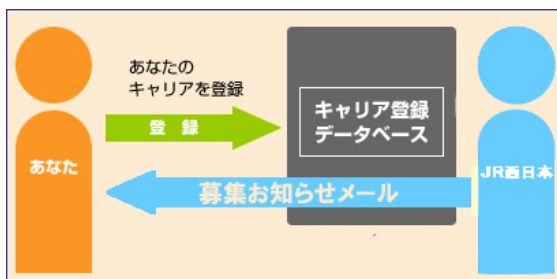 あなたの
キャリアを登録
登 録
キャリア登録
データベース
あなた
JR西日本
募集お知らせメール